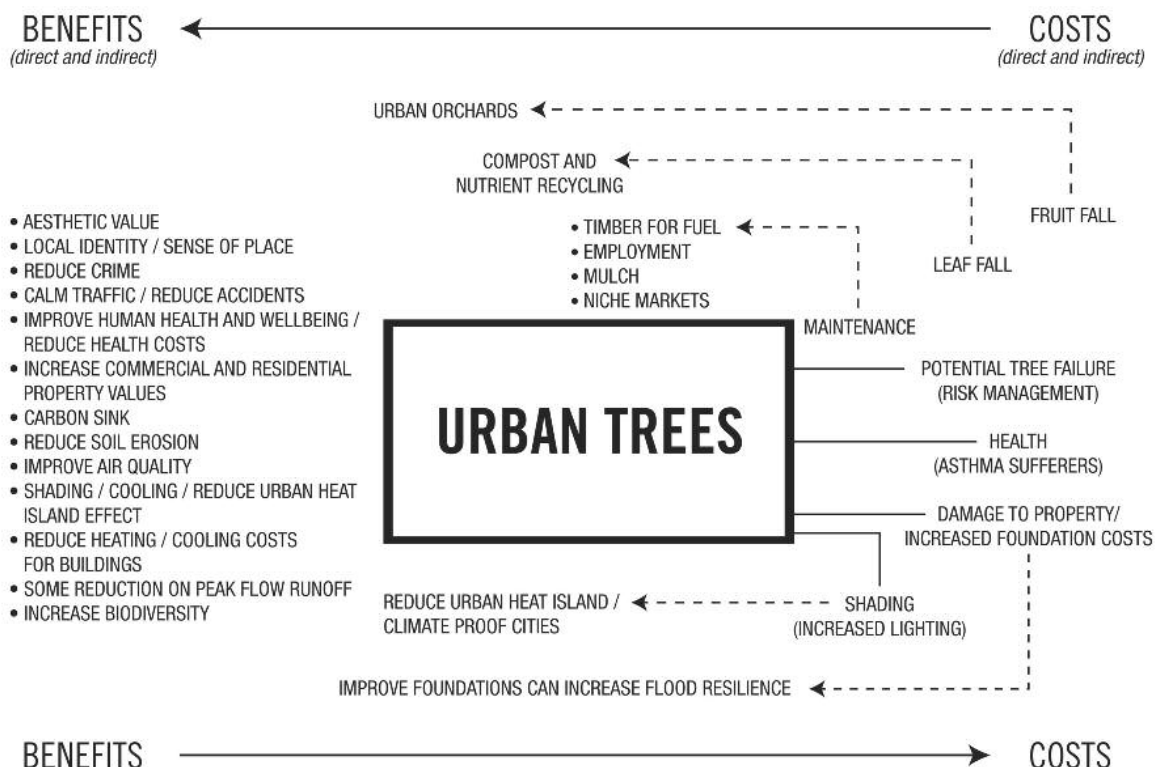 BENEFITS
(direct and indirect)
COSTS
(direct and indirect)
URBAN ORCHARDS
COMPOST AND
NUTRIENT RECYCLING
FRUIT FALL
• AESTHETIC VALUE
• LOCAL IDENTITY / SENSE OF PLACE
• REDUCE CRIME
• CALM TRAFFIC / REDUCE ACCIDENTS
• IMPROVE HUMAN HEALTH AND WELLBEING /
REDUCE HEALTH COSTS
• INCREASE COMMERCIAL AND RESIDENTIAL
PROPERTY VALUES
• CARBON SINK
• REDUCE SOIL EROSION
• IMPROVE AIR QUALITY
• SHADING / COOLING / REDUCE URBAN HEAT
ISLAND EFFECT
• REDUCE HEATING / COOLING COSTS
FOR BUILDINGS
• SOME REDUCTION ON PEAK FLOW RUNOFF
• INCREASE BIODIVERSITY
• TIMBER FOR FUEL
• EMPLOYMENT
• MULCH
• NICHE MARKETS
LEAF FALL
MAINTENANCE
URBAN TREES
POTENTIAL TREE FAILURE
(RISK MANAGEMENT)
HEALTH
(ASTHMA SUFFERERS)
DAMAGE TO PROPERTY/
INCREASED FOUNDATION COSTS
REDUCE URBAN HEAT ISLAND /
CLIMATE PROOF CITIES
SHADING
(INCREASED LIGHTING)
IMPROVE FOUNDATIONS CAN INCREASE FLOOD RESILIENCE
BENEFITS
COSTS